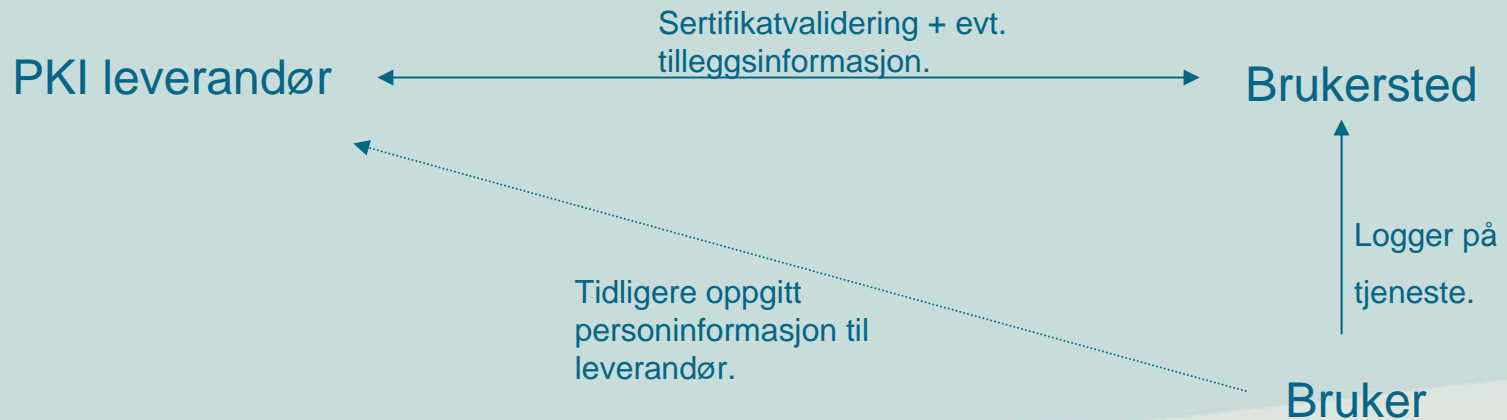 Sertifikatvalidering + evt.
tilleggsinformasjon.
PKI leverandør
Brukersted
Logger på
tjeneste.
Tidligere oppgitt
personinformasjon til
leverandør.
Bruker